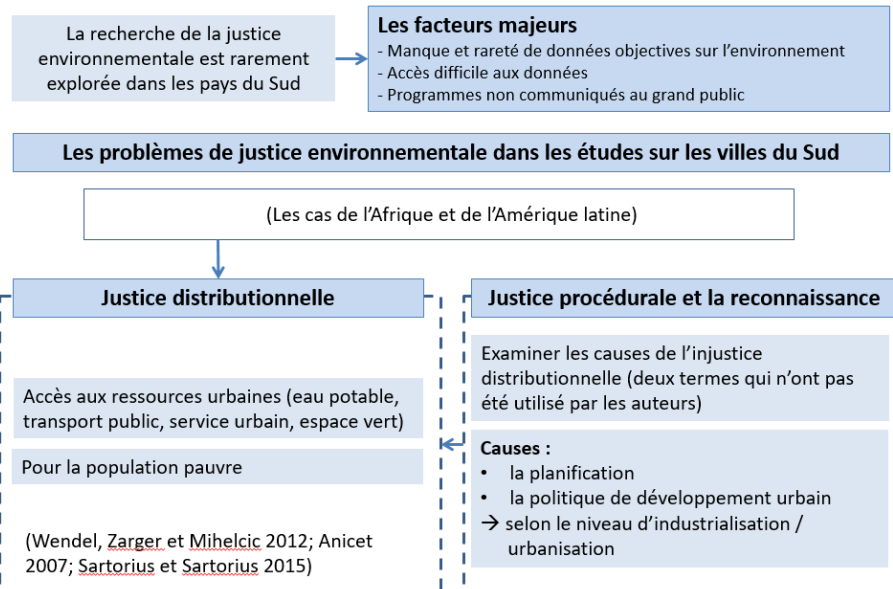 La recherche de la justice
environnementale est rarement
explorée dans les pays du Sud
Les facteurs majeurs
- Manque et rareté de données objectives sur l'environnement
- Accès difficile aux données
- Programmes non communiqués au grand public
Les problèmes de justice environnementale dans les études sur les villes du Sud
(Les cas de l'Afrique et de l'Amérique latine)
Justice distributionnelle
Accès aux ressources urbaines (eau potable,
transport public, service urbain, espace vert)
Pour la population pauvre
(Wendel, Zarger et Mihelcic 2012; Anicet
2007; Sartorius et Sartorius 2015)
Justice procédurale et la reconnaissance
Examiner les causes de l'injustice
distributionnelle (deux termes qui n'ont pas
été utilisé par les auteurs)
Causes :
• la planification
• la politique de développement urbain
→ selon le niveau d'industrialisation /
urbanisation